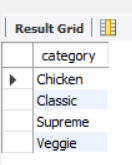 Result Grid
category
Chicken
Classic
Supreme
Veggie